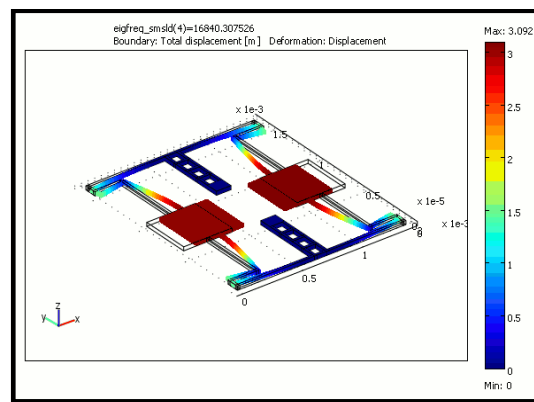 eigfreq_smsld(4)=16840.307526
Boundary: Total displacement [m] Deformation: Displacement
Max: 3.092
3
2.5
2
1.5
1
0.5
0
Min: 0
x 1e-3
1.5
1
0.5
x 1e-5
x 1e-3
0
0.5
1
z
y
x